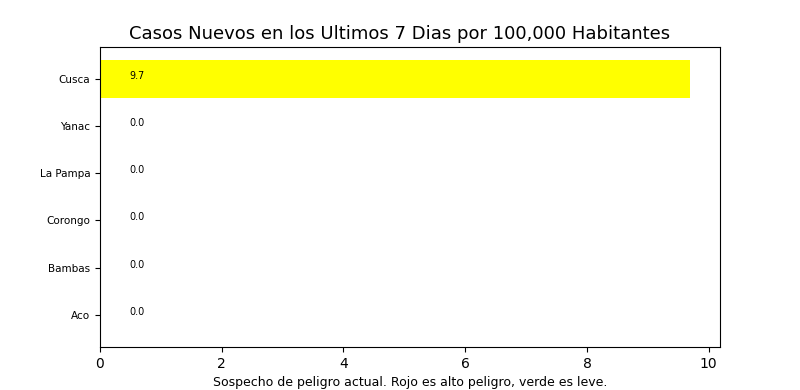 Casos Nuevos en los Ultimos 7 Dias por 100,000 Habitantes
Cusca 9.7
Yanac 0.0
La Pampa 0.0
Corongo 0.0
Bambas 0.0
Aco 0.0
0 2 4 6 8 10
Sospecho de peligro actual. Rojo es alto peligro, verde es leve.